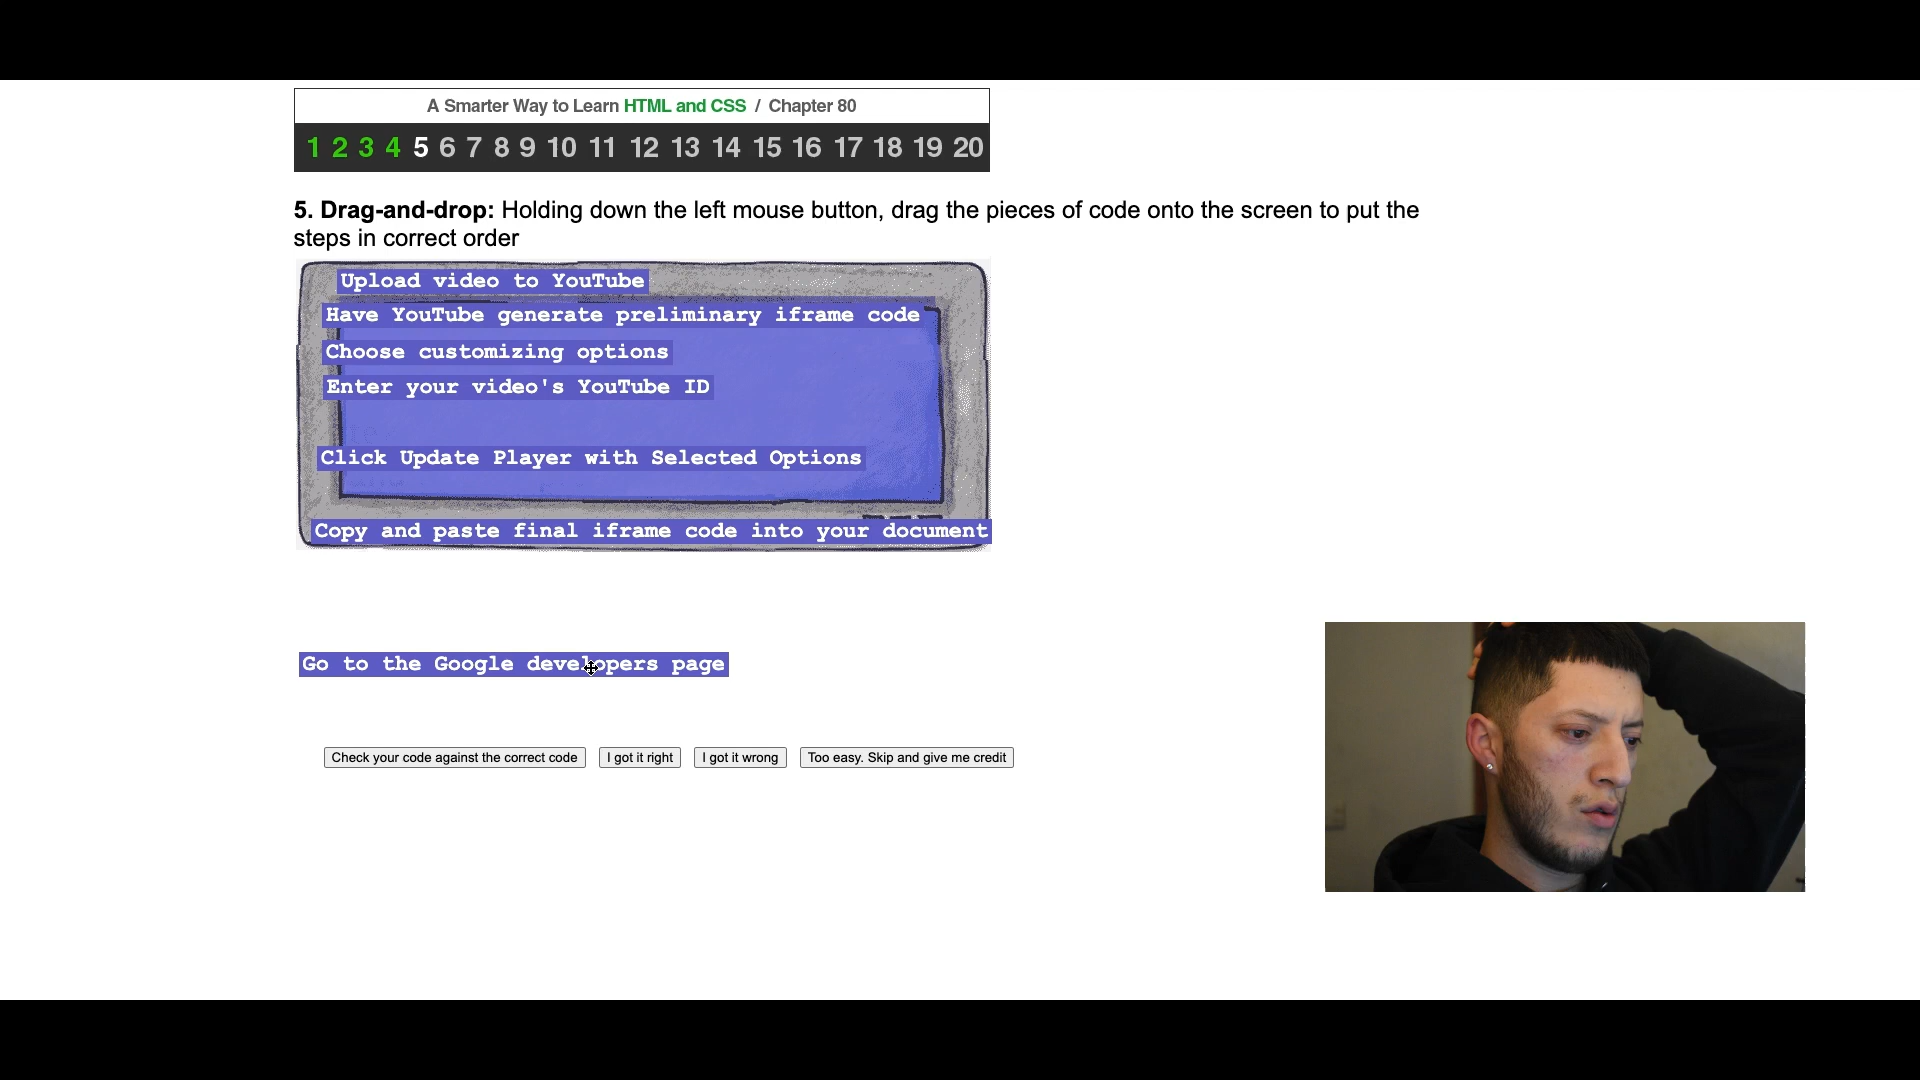 A Smarter Way to Learn HTML and CSS / Chapter 80
1 2 3 4 5 6 7 8 9 10 11 12 13 14 15 16 17 18 19 20
5. Drag-and-drop: Holding down the left mouse button, drag the pieces of code onto the screen to put the
steps in correct order
Upload video to YouTube
Have YouTube generate preliminary iframe code
Choose customizing options
Enter your video's YouTube ID
Click Update Player with Selected Options
Copy and paste final iframe code into your document
Go to the Google developers page
Check your code against the correct code I got it right I got it wrong Too easy. Skip and give me credit